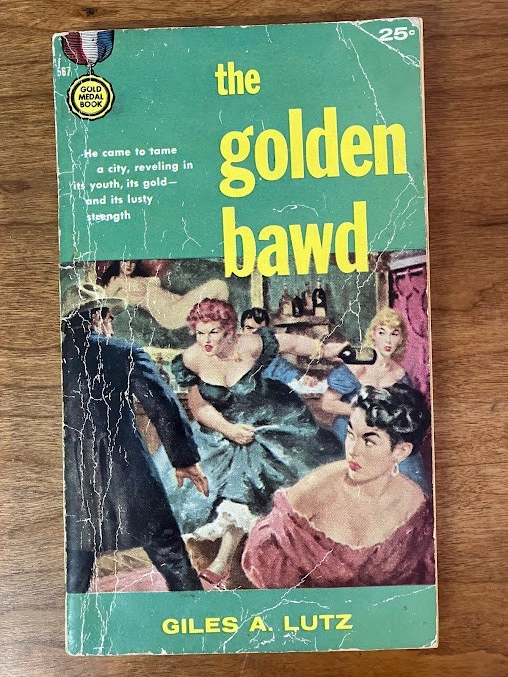 25¢
567
GOLD
MEDAL
BOOK
the
golden
bawd
He came to tame
a city, reveling in
its youth, its gold—
and its lusty
strength
GILES A. LUTZ